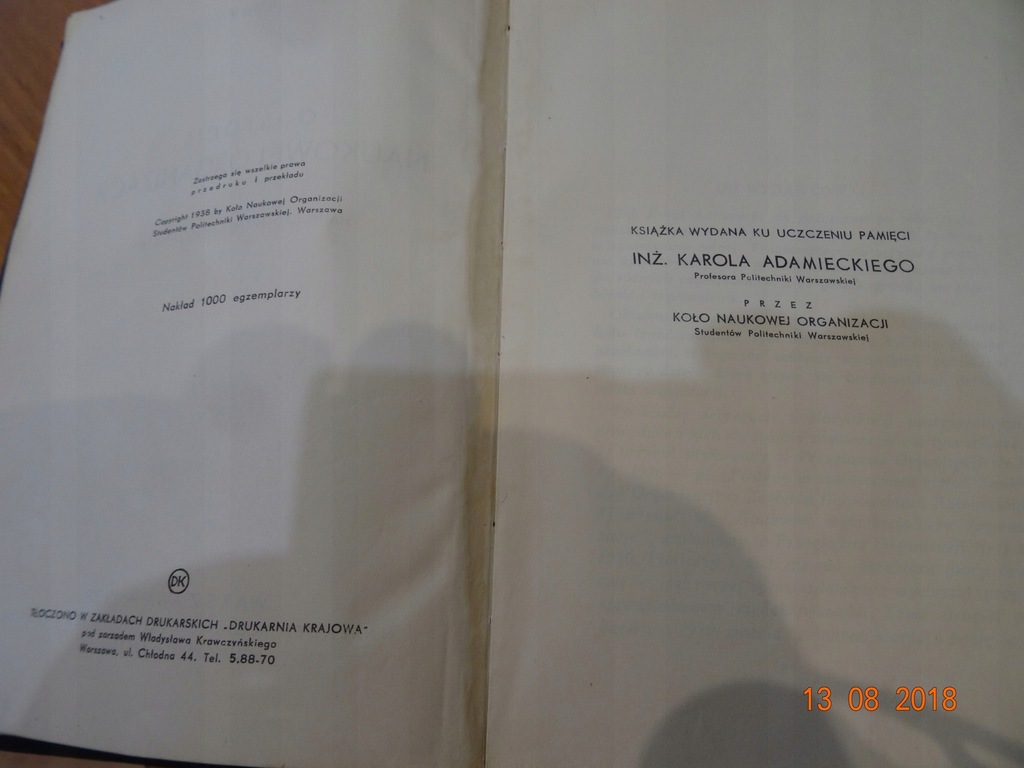 Zastrzega się wszelkie prawa
przedruku i przekładu
Copyright 1938 by Koło Naukowej Organizacji
Studentów Politechniki Warszawskiej. Warszawa
Nakład 1000 egzemplarzy
DK
TŁOCZONO W ZAKŁADACH DRUKARSKICH „DRUKARNIA KRAJOWA"
pod zarządem Władysława Krawczyńskiego
Warszawa, ul. Chłodna 44. Tel. 5,88-70
KSIĄŻKA WYDANA KU UCZCZENIU PAMIĘCI
INŻ. KAROLA ADAMIECKIEGO
Profesora Politechniki Warszawskiej
PRZEZ
KOŁO NAUKOWEJ ORGANIZACJI
Studentów Politechniki Warszawskiej
13 08 2018